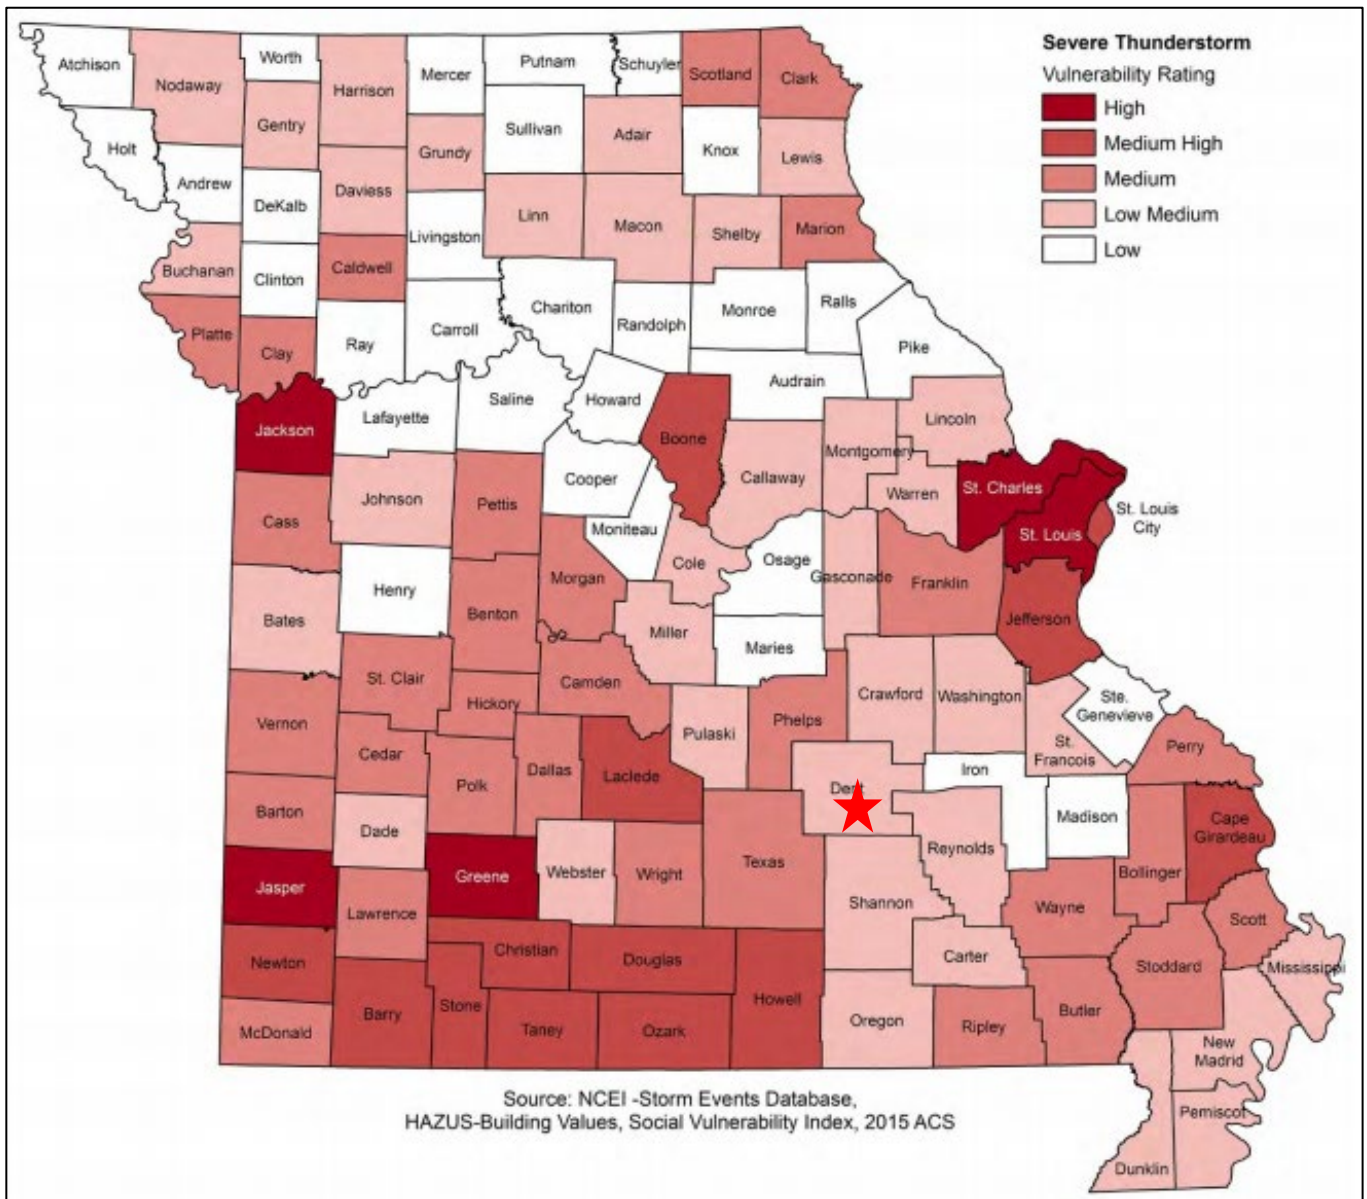 Severe Thunderstorm
Vulnerability Rating
High
Medium High
Medium
Low Medium
Low
Atchison
Nodaway
Worth
Harrison
Mercer
Putnam
Schuyler
Scotland
Clark
Holt
Gentry
Grundy
Sullivan
Adair
Knox
Lewis
Andrew
DeKalb
Daviess
Livingston
Linn
Macon
Shelby
Marion
Buchanan
Clinton
Caldwell
Chariton
Randolph
Monroe
Ralls
Pike
Platte
Clay
Ray
Carroll
Audrain
Jackson
Lafayette
Saline
Howard
Boone
Lincoln
Cooper
Callaway
Montgomery
Warren
St. Charles
St. Louis
City
St. Louis
Cass
Johnson
Pettis
Moniteau
Cole
Osage
Gasconade
Franklin
Jefferson
Bates
Henry
Benton
Morgan
Miller
Maries
St. Clair
Hickory
Camden
Pulaski
Phelps
Crawford
Washington
Ste.
Genevieve
St.
Francois
Perry
Vernon
Cedar
Polk
Dallas
Laclede
Iron
Madison
Cape
Girardeau
Barton
Dade
Greene
Webster
Wright
Texas
Reynolds
Bollinger
Jasper
Lawrence
Shannon
Wayne
Scott
Newton
Christian
Douglas
Howell
Carter
Stoddard
Mississippi
McDonald
Barry
Stone
Taney
Ozark
Oregon
Ripley
Butler
New
Madrid
Pemiscot
Dunklin
Source: NCEI -Storm Events Database,
HAZUS-Building Values, Social Vulnerability Index, 2015 ACS